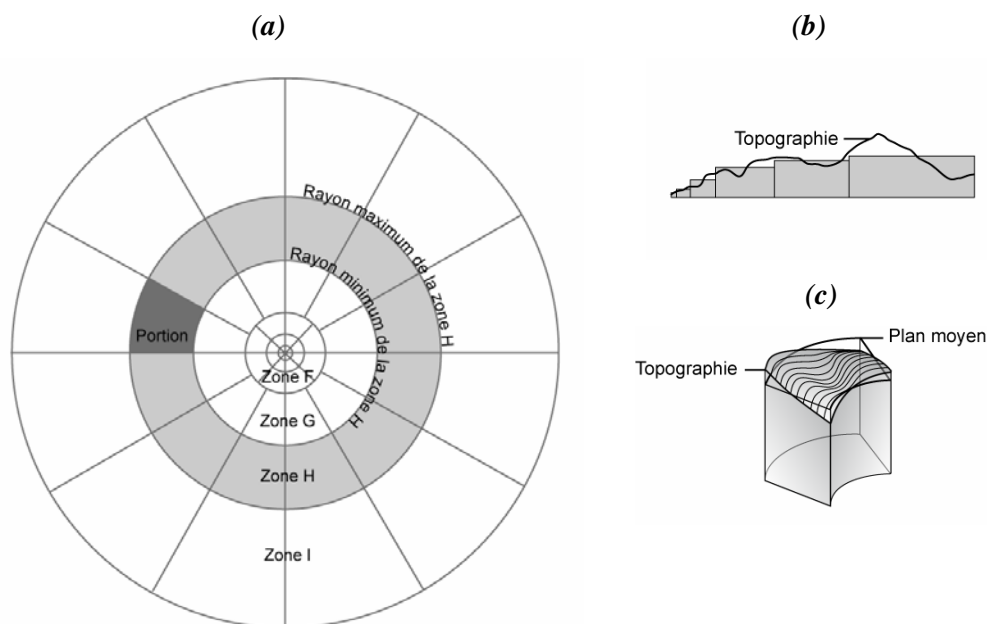 (a)
Rayon maximum de la zone H
Rayon minimum de la zone H
Portion
Zone F
Zone G
Zone H
Zone I
(b)
Topographie
(c)
Plan moyen
Topographie